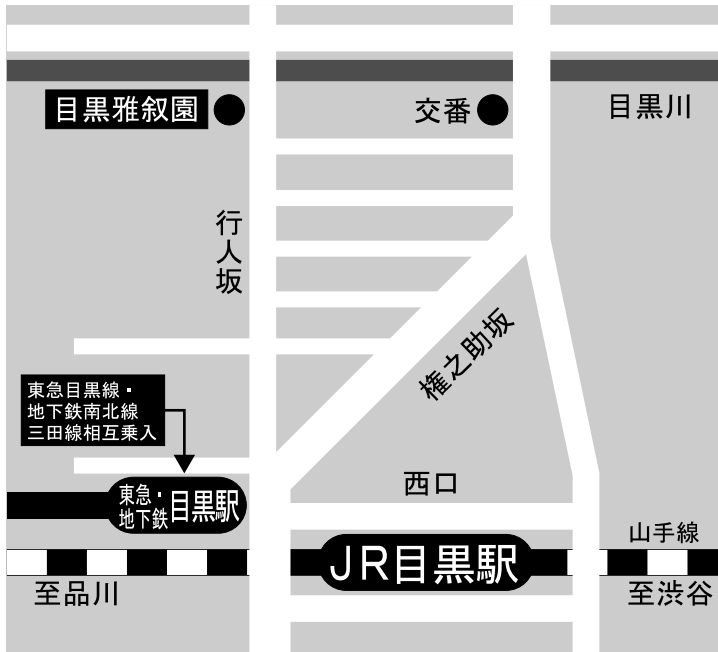 目黒雅叙園
交番
目黒川
行人坂
権之助坂
東急目黒線・
地下鉄南北線
三田線相互乗入
西口
東急・
地下鉄
目黒駅
山手線
JR目黒駅
至品川
至渋谷